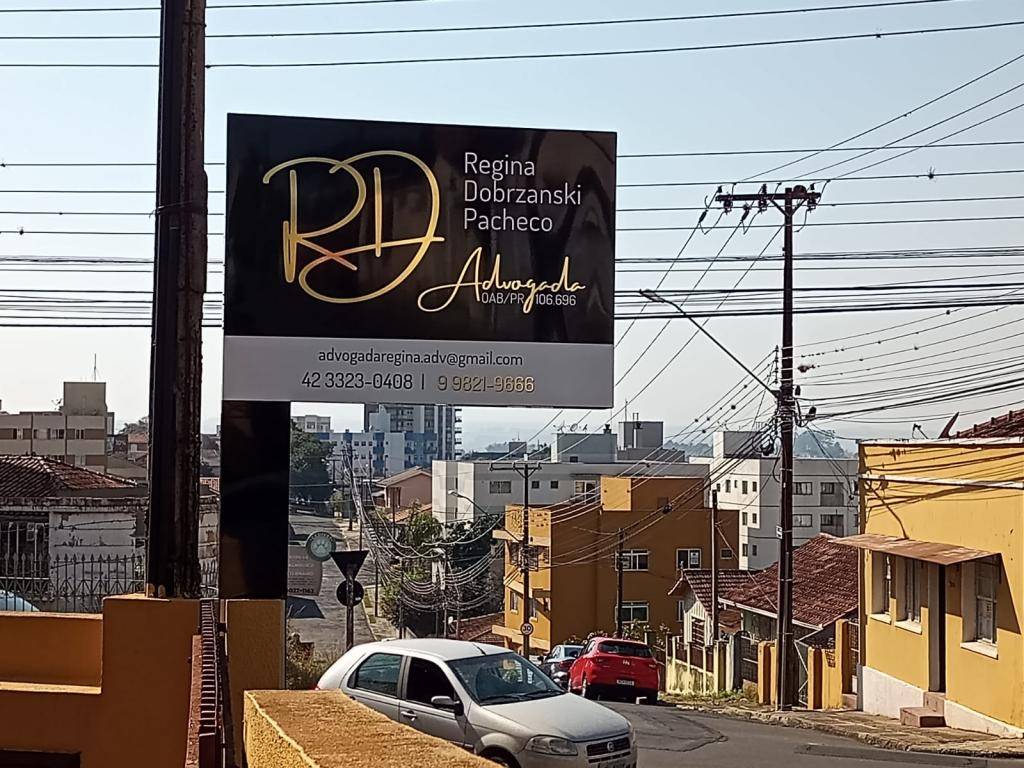 RD
Regina
Dobrzanski
Pacheco
Advogada
OAB/PR 106.696
advogadaregina.adv@gmail.com
42 3323-0408 | 9 9821-9666
30